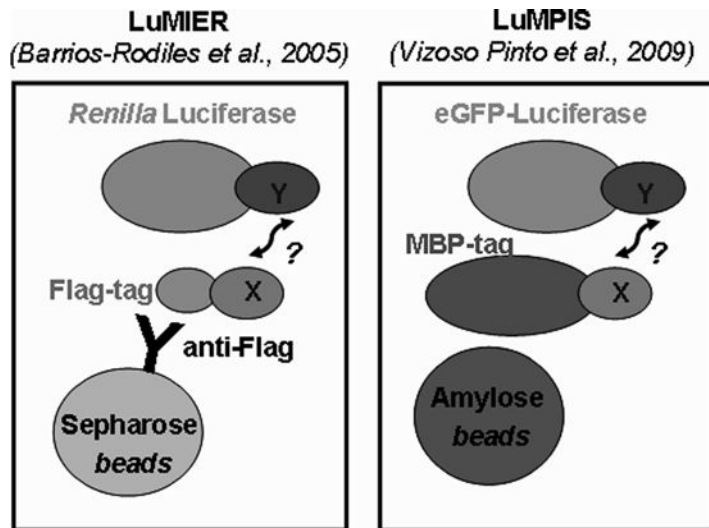 LuMIER
(Barrios-Rodiles et al., 2005)
Renilla Luciferase
Y
?
Flag-tag
X
anti-Flag
Sepharose
beads
LuMPIS
(Vizoso Pinto et al., 2009)
eGFP-Luciferase
Y
MBP-tag
?
X
Amylose
beads